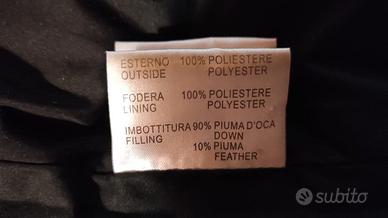 ESTERNO 100% POLIESTERE
OUTSIDE POLYESTER
FODERA 100% POLIESTERE
LINING POLYESTER
IMBOTTITURA 90% PIUMA D'OCA
FILLING DOWN
10% PIUMA
FEATHER
subito